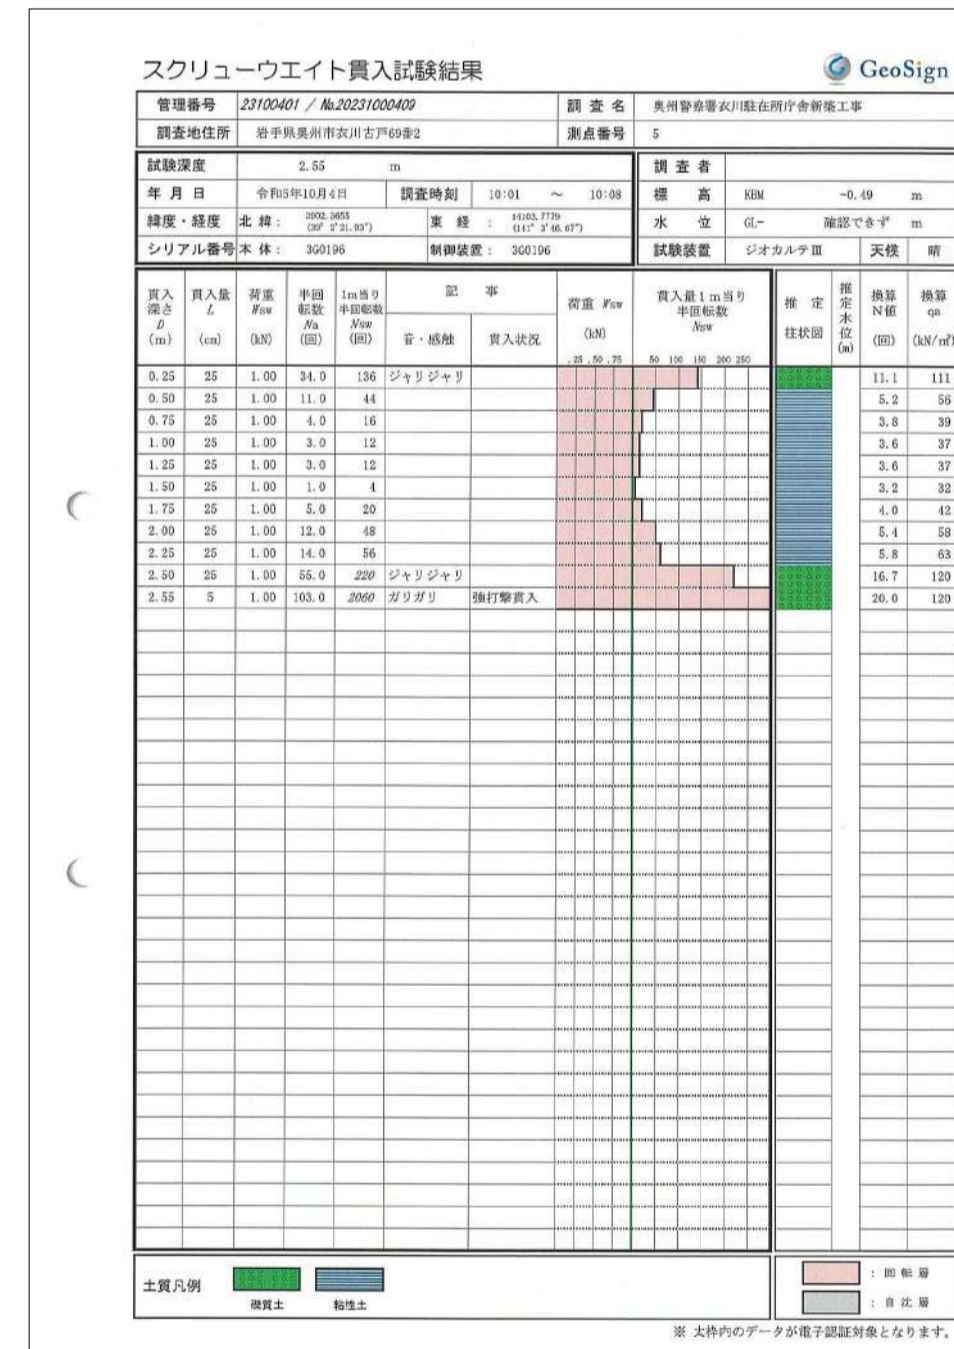 スクリューウエイト貫入試験結果
GeoSign
管理番号 23100401 / No.20231000409 調査名 奥州警察署衣川駐在所庁舎新築工事
調査地住所 岩手県奥州市衣川古戸69番2 測点番号 5
試験深度 2.55 m 調査者
年月日 令和5年10月4日 調査時刻 10:01 ～ 10:08 標高 KBM -0.49 m
緯度・経度 北緯: 3902.3655 (39° 2' 21.93") 東経: 14103.7779 (141° 3' 46.67") 水位 GL- 確認できず m
シリアル番号 本体: 3G0196 制御装置: 3G0196 試験装置 ジオカルテⅢ 天候 晴
貫入深さ D (m) 貫入量 L (cm) 荷重 Wsw (kN) 半回転数 Na (回) 1m当り半回転数 Nsw (回) 記事 音・感触 貫入状況 荷重 Wsw (kN) .25 .50 .75 貫入量1m当り半回転数 Nsw 50 100 150 200 250 推定柱状図 推定水位 (m) 換算N値 (回) 換算qa (kN/㎡)
0.25 25 1.00 34.0 136 ジャリジャリ 11.1 111
0.50 25 1.00 11.0 44 5.2 56
0.75 25 1.00 4.0 16 3.8 39
1.00 25 1.00 3.0 12 3.6 37
1.25 25 1.00 3.0 12 3.6 37
1.50 25 1.00 1.0 4 3.2 32
1.75 25 1.00 5.0 20 4.0 42
2.00 25 1.00 12.0 48 5.4 58
2.25 25 1.00 14.0 56 5.8 63
2.50 25 1.00 55.0 220 ジャリジャリ 16.7 120
2.55 5 1.00 103.0 2060 ガリガリ 強打撃貫入 20.0 120
土質凡例 礫質土 粘性土
: 回転層
: 自沈層
※ 太枠内のデータが電子認証対象となります。